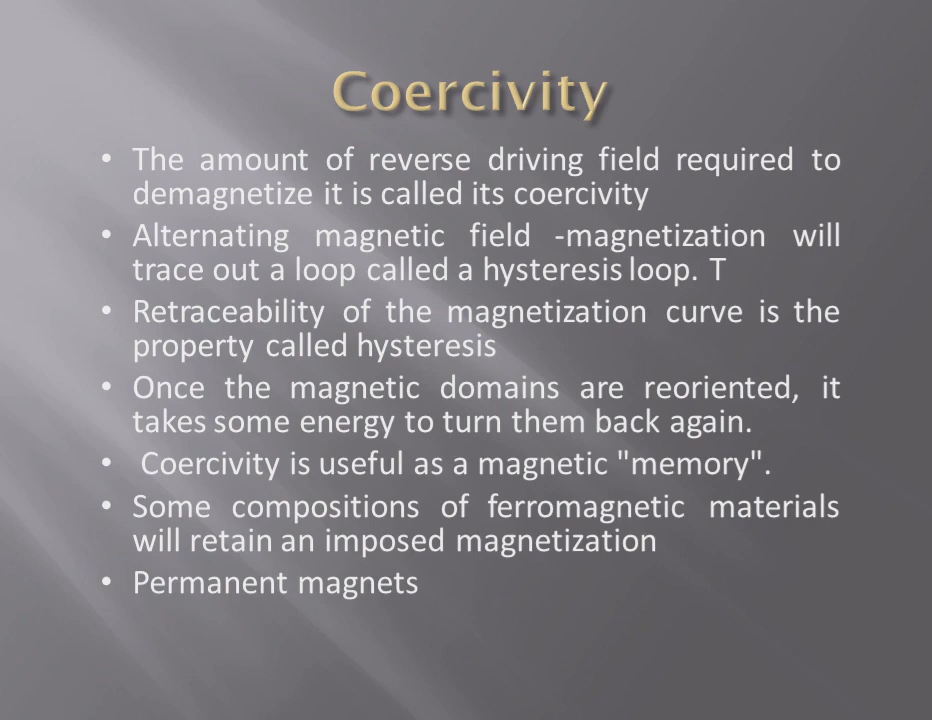 Coercivity
• The amount of reverse driving field required to
demagnetize it is called its coercivity
• Alternating magnetic field -magnetization will
trace out a loop called a hysteresis loop. T
• Retraceability of the magnetization curve is the
property called hysteresis
• Once the magnetic domains are reoriented, it
takes some energy to turn them back again.
• Coercivity is useful as a magnetic "memory".
• Some compositions of ferromagnetic materials
will retain an imposed magnetization
• Permanent magnets